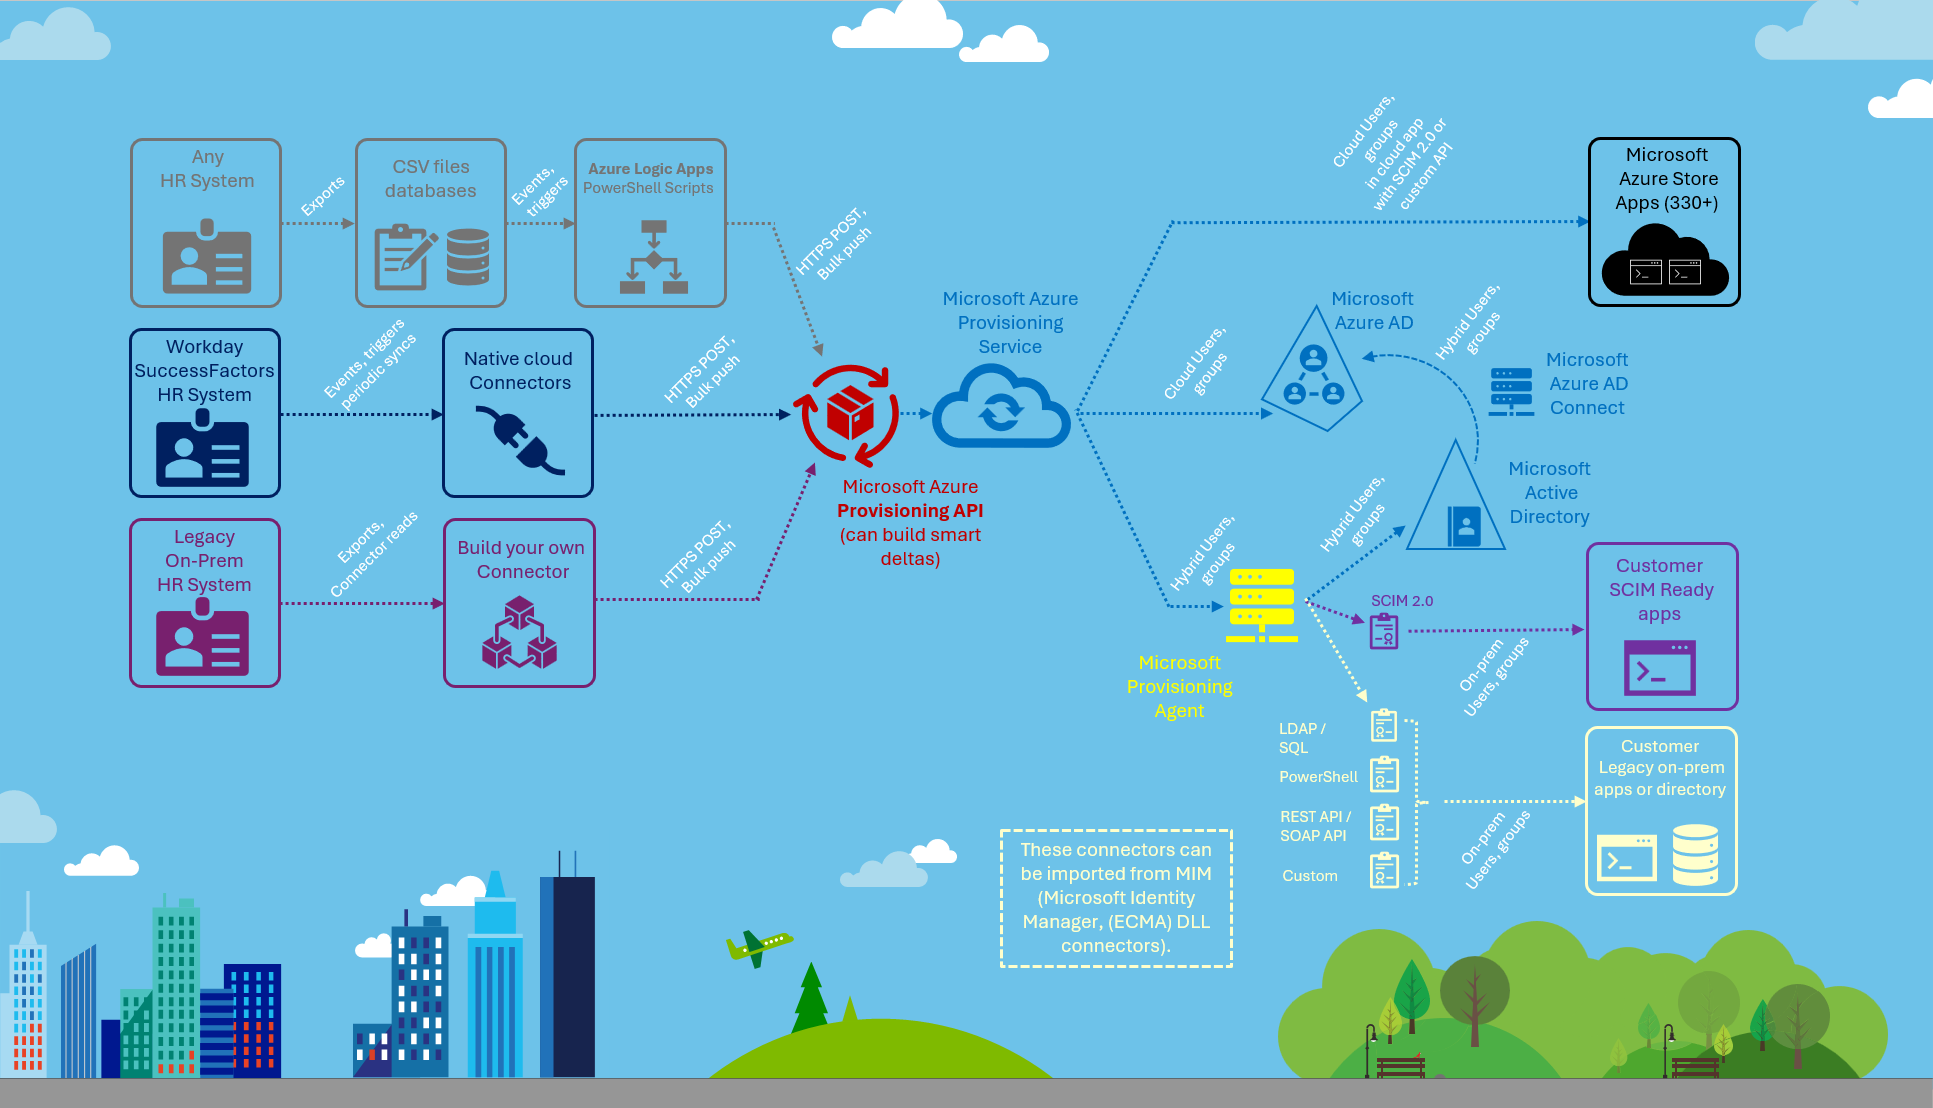 Any
HR System
Exports
CSV files
databases
Events,
triggers
Azure Logic Apps
PowerShell Scripts
HTTPS POST,
Bulk push
Workday
SuccessFactors
HR System
Events, triggers
periodic syncs
Native cloud
Connectors
HTTPS POST,
Bulk push
Legacy
On-Prem
HR System
Exports,
Connector reads
Build your own
Connector
HTTPS POST,
Bulk push
Microsoft Azure
Provisioning API
(can build smart
deltas)
Microsoft Azure
Provisioning
Service
Cloud Users,
groups
in cloud app
with SCIM 2.0 or
custom API
Microsoft
Azure Store
Apps (330+)
Cloud Users,
groups
Microsoft
Azure AD
Hybrid Users,
groups
Microsoft
Azure AD
Connect
Hybrid Users,
groups
Microsoft
Active
Directory
Hybrid Users,
groups
Microsoft
Provisioning
Agent
SCIM 2.0
On-prem
Users, groups
Customer
SCIM Ready
apps
LDAP /
SQL
PowerShell
REST API /
SOAP API
Custom
On-prem
Users, groups
Customer
Legacy on-prem
apps or directory
These connectors can
be imported from MIM
(Microsoft Identity
Manager, (ECMA) DLL
connectors).